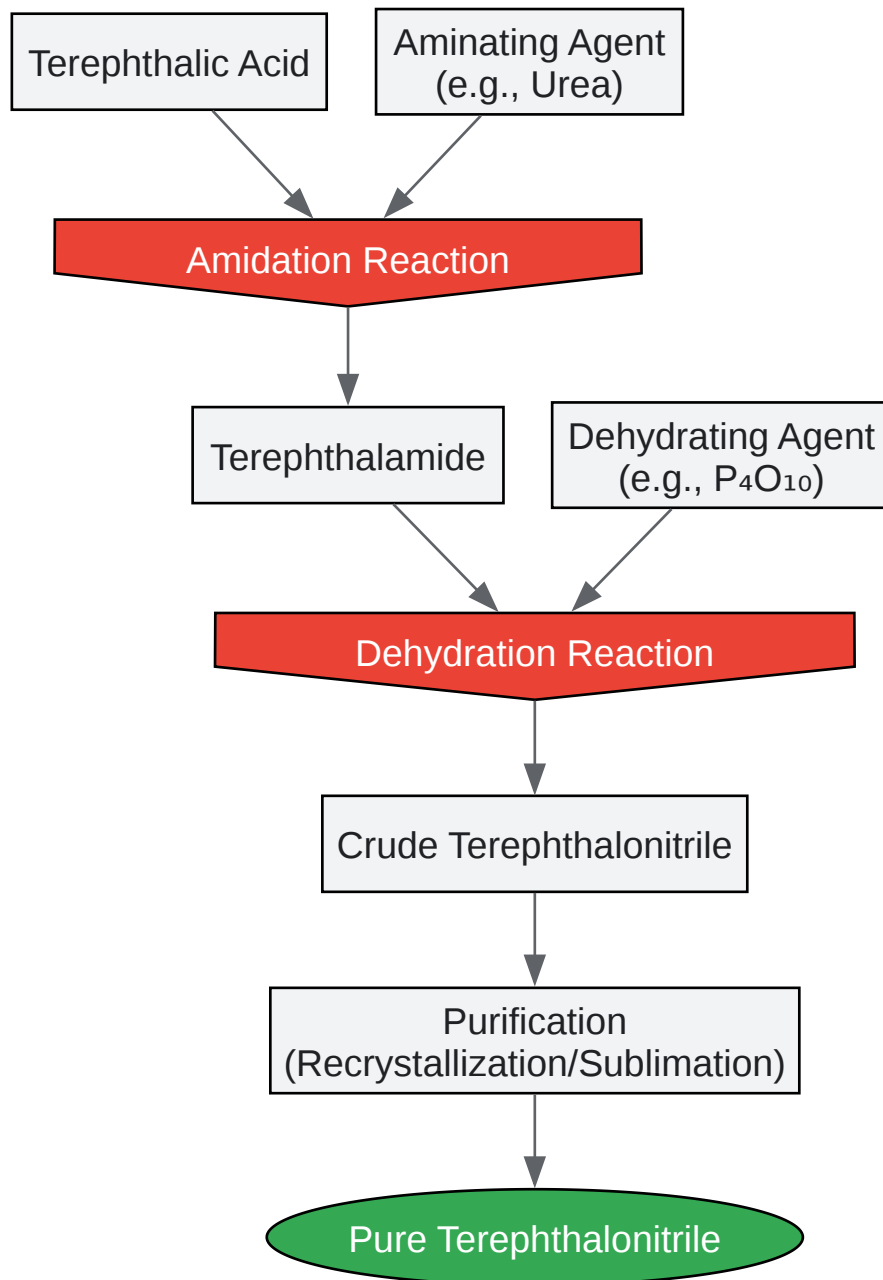 Terephthalic Acid
Aminating Agent
(e.g., Urea)
Amidation Reaction
Terephthalamide
Dehydrating Agent
(e.g., P₄O₁₀)
Dehydration Reaction
Crude Terephthalonitrile
Purification
(Recrystallization/Sublimation)
Pure Terephthalonitrile